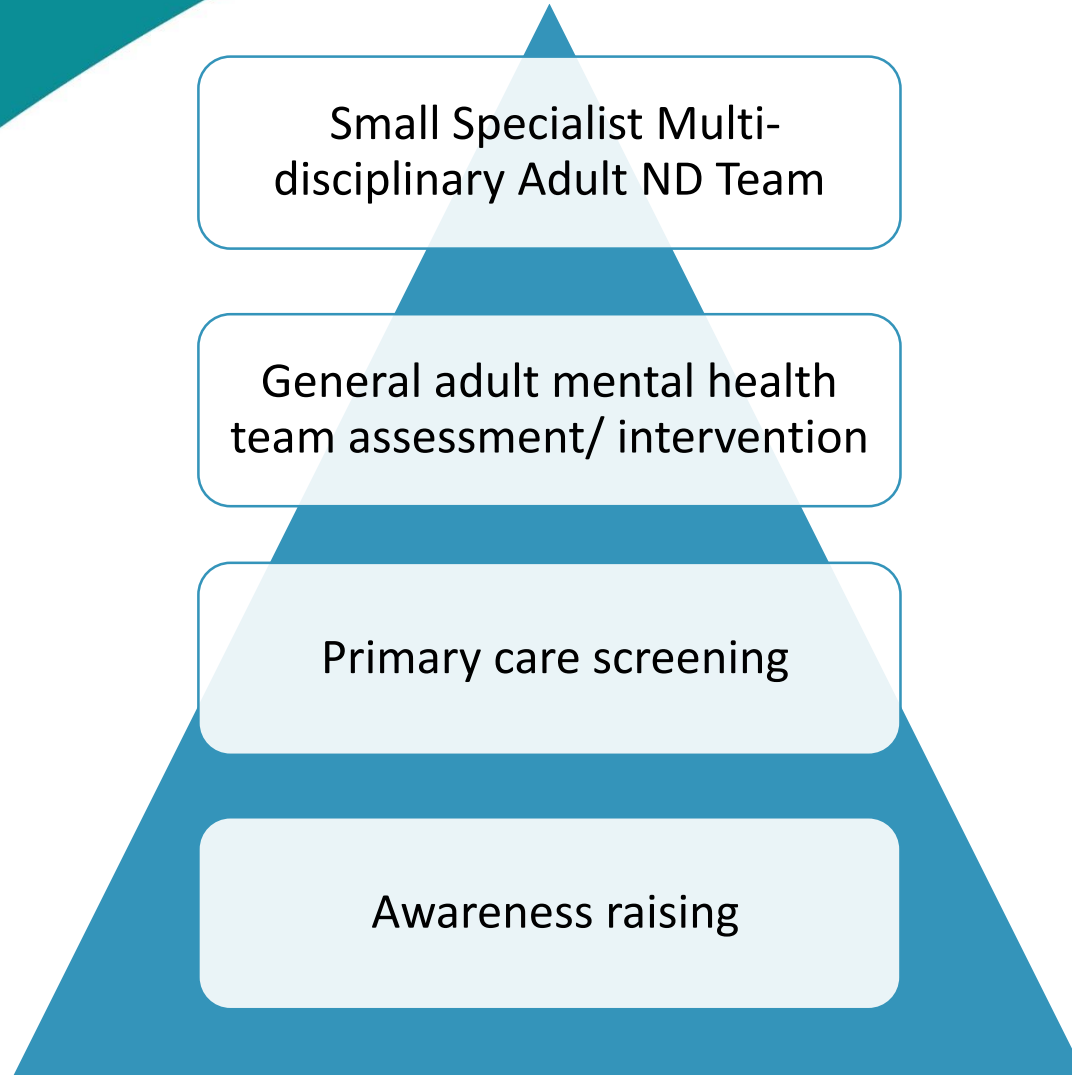 Small Specialist Multi-
disciplinary Adult ND Team
General adult mental health
team assessment/ intervention
Primary care screening
Awareness raising